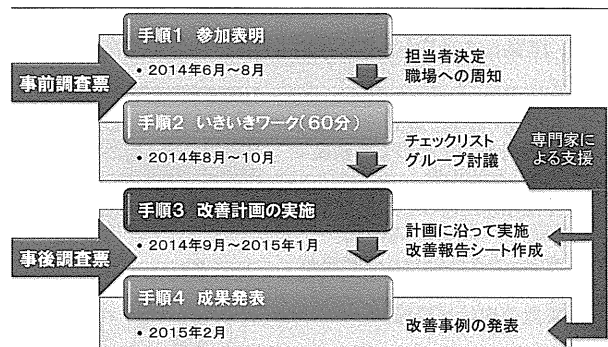 手順1 参加表明
• 2014年6月～8月
担当者決定
職場への周知
事前調査票
手順2 いきいきワーク(60分)
• 2014年8月～10月
チェックリスト
グループ討議
専門家に
よる支援
手順3 改善計画の実施
• 2014年9月～2015年1月
計画に沿って実施
改善報告シート作成
事後調査票
手順4 成果発表
• 2015年2月
改善事例の発表